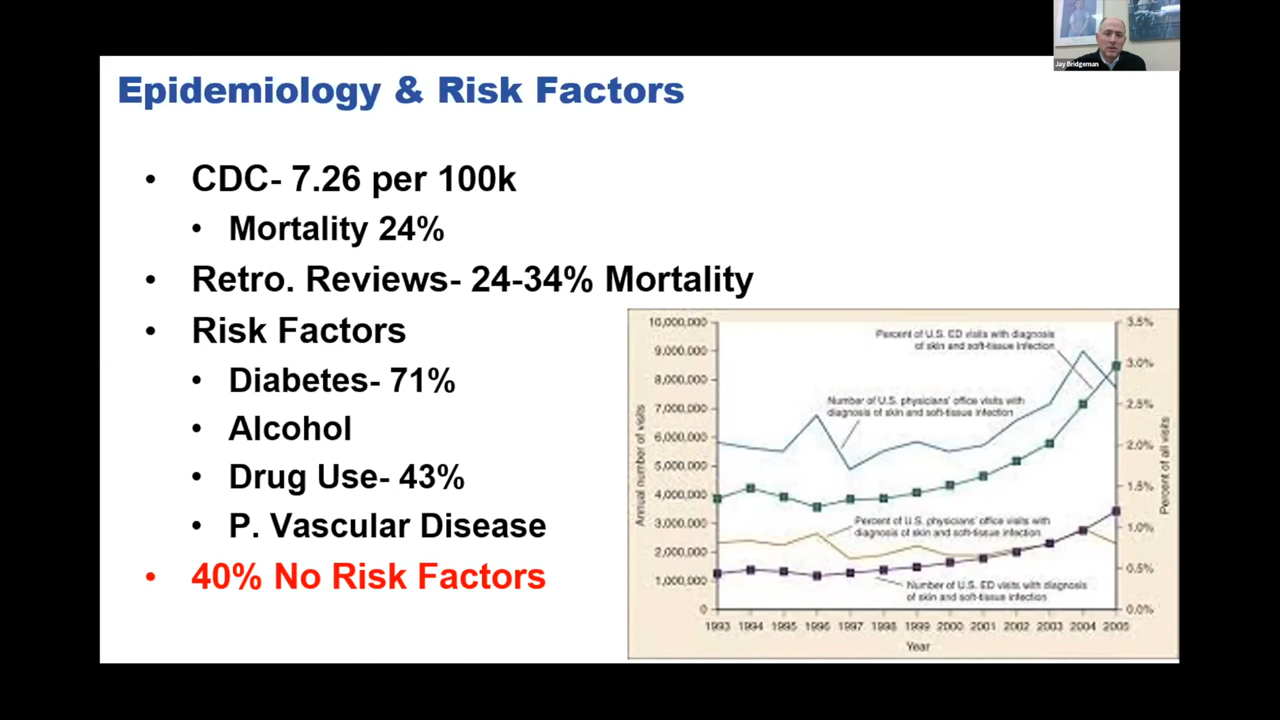 Jay Bridgeman
Epidemiology & Risk Factors
• CDC- 7.26 per 100k
• Mortality 24%
• Retro. Reviews- 24-34% Mortality
• Risk Factors
• Diabetes- 71%
• Alcohol
• Drug Use- 43%
• P. Vascular Disease
• 40% No Risk Factors
10,000,000
9,000,000
8,000,000
7,000,000
6,000,000
5,000,000
4,000,000
3,000,000
2,000,000
1,000,000
0
Annual number of visits
Percent of U.S. ED visits with diagnosis
of skin and soft-tissue infection
Number of U.S. physicians' office visits with
diagnosis of skin and soft-tissue infection
Percent of U.S. physicians' office visits with
diagnosis of skin and soft-tissue infection
Number of U.S. ED visits with diagnosis
of skin and soft-tissue infection
3.5%
3.0%
2.5%
2.0%
1.5%
1.0%
0.5%
0.0%
Percent of all visits
1993 1994 1995 1996 1997 1998 1999 2000 2001 2002 2003 2004 2005
Year